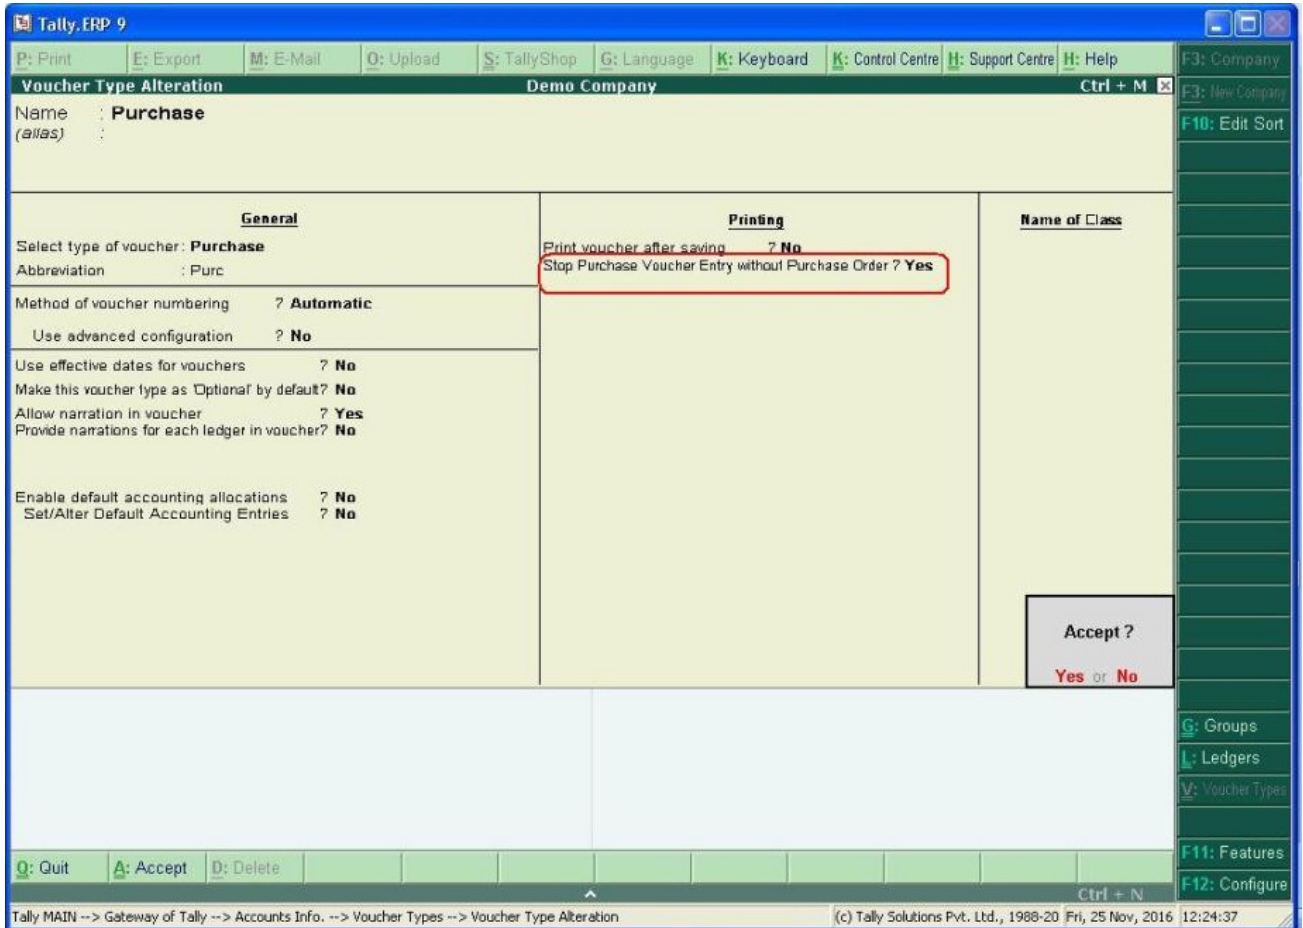 Tally.ERP 9
P: Print E: Export M: E-Mail O: Upload S: TallyShop G: Language K: Keyboard K: Control Centre H: Support Centre H: Help F3: Company
Voucher Type Alteration Demo Company Ctrl + M
F3: New Company
Name : Purchase
(alias) :
F10: Edit Sort
General
Select type of voucher : Purchase
Abbreviation : Purc
Method of voucher numbering ? Automatic
Use advanced configuration ? No
Use effective dates for vouchers ? No
Make this voucher type as 'Optional' by default? No
Allow narration in voucher ? Yes
Provide narrations for each ledger in voucher? No
Enable default accounting allocations ? No
Set/Alter Default Accounting Entries ? No
Printing
Print voucher after saving ? No
Stop Purchase Voucher Entry without Purchase Order ? Yes
Name of Class
Accept ?
Yes or No
G: Groups
L: Ledgers
V: Voucher Types
F11: Features
F12: Configure
Q: Quit A: Accept D: Delete
Ctrl + N
Tally MAIN --> Gateway of Tally --> Accounts Info. --> Voucher Types --> Voucher Type Alteration (c) Tally Solutions Pvt. Ltd., 1988-20 Fri, 25 Nov, 2016 12:24:37